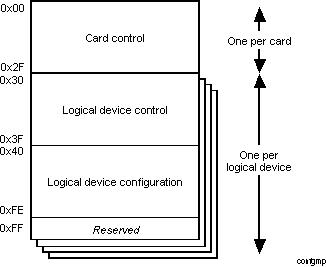 0x00
Card control
One per card
0x2F
0x30
Logical device control
0x3F
0x40
One per
logical device
Logical device configuration
0xFE
0xFF
Reserved
confgmp